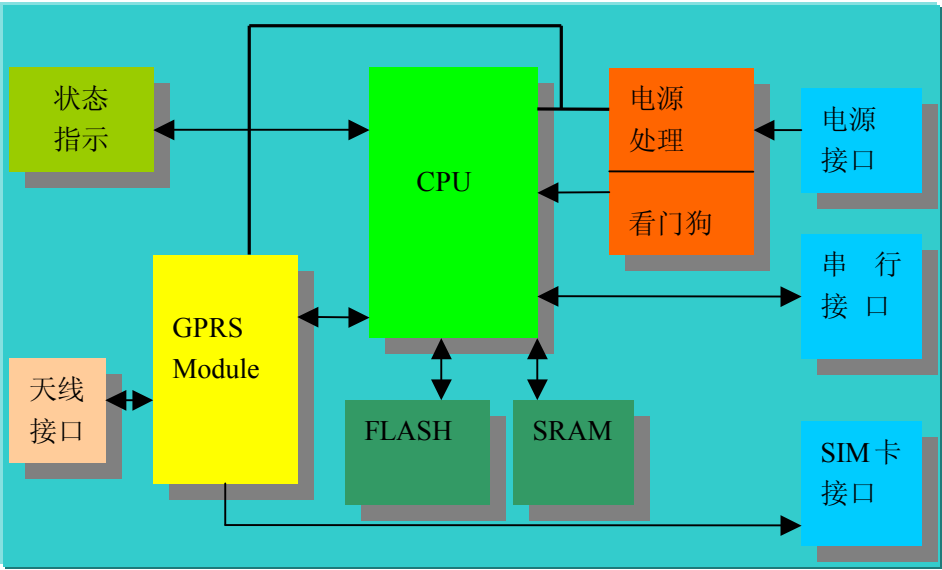 状态
指示
CPU
电源
处理
看门狗
电源
接口
串 行
接 口
GPRS
Module
天线
接口
FLASH
SRAM
SIM卡
接口